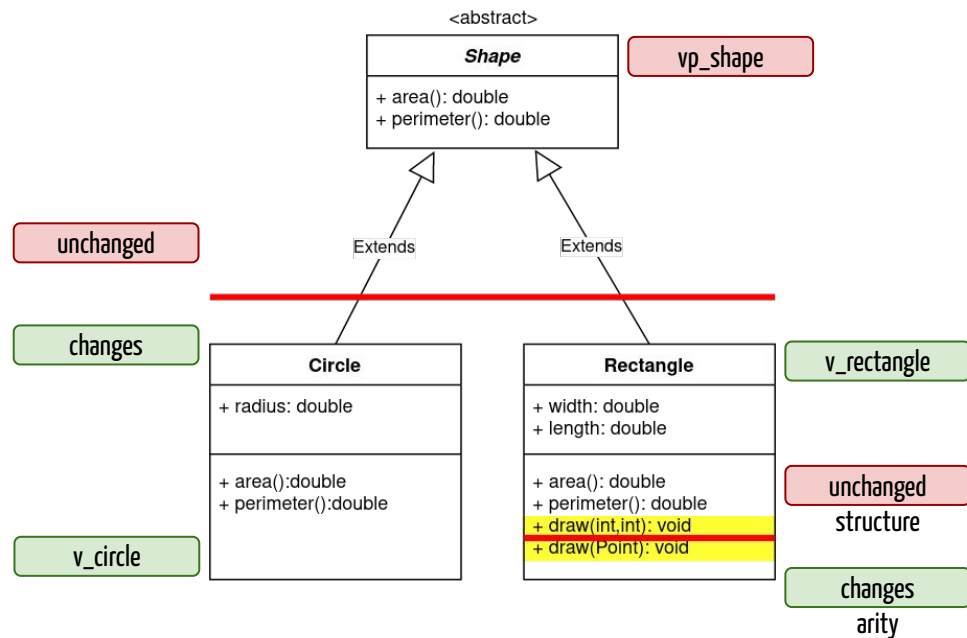 <abstract>
Shape
vp_shape
+ area(): double
+ perimeter(): double
unchanged
Extends
Extends
changes
Circle
Rectangle
v_rectangle
+ radius: double
+ width: double
+ length: double
+ area():double
+ perimeter():double
+ area(): double
+ perimeter(): double
+ draw(int,int): void
+ draw(Point): void
unchanged
structure
v_circle
changes
arity